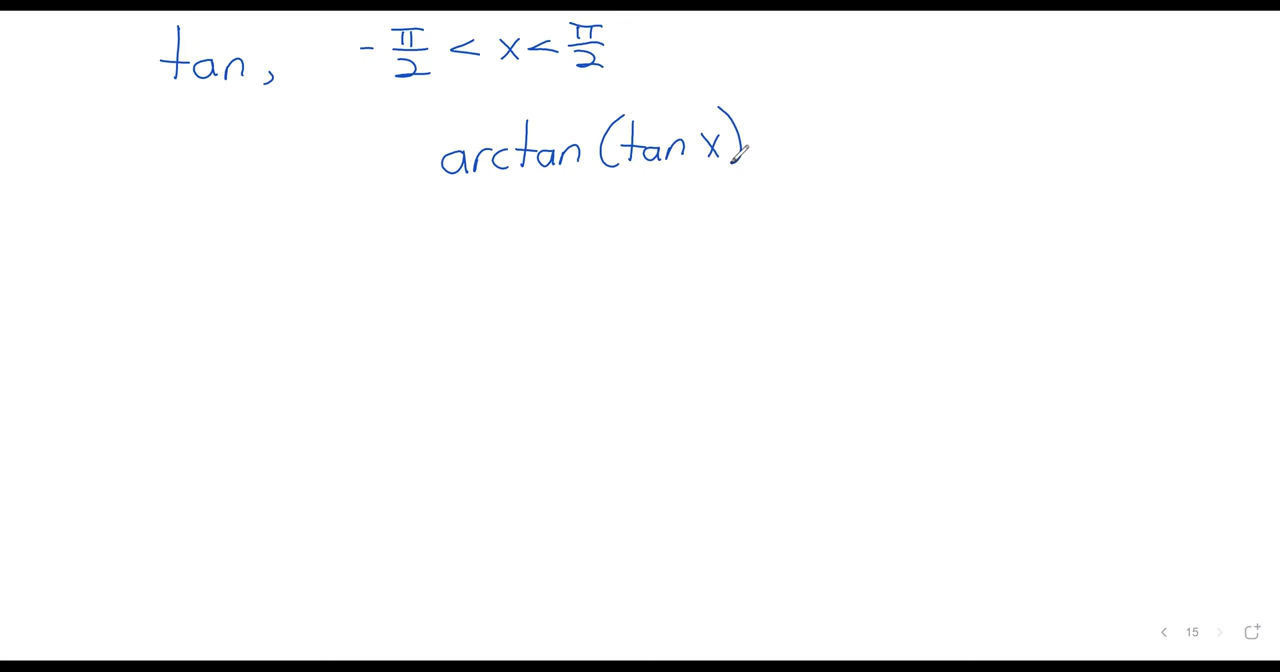 tan, - π/2 < x < π/2
arctan (tan x)
< 15 >